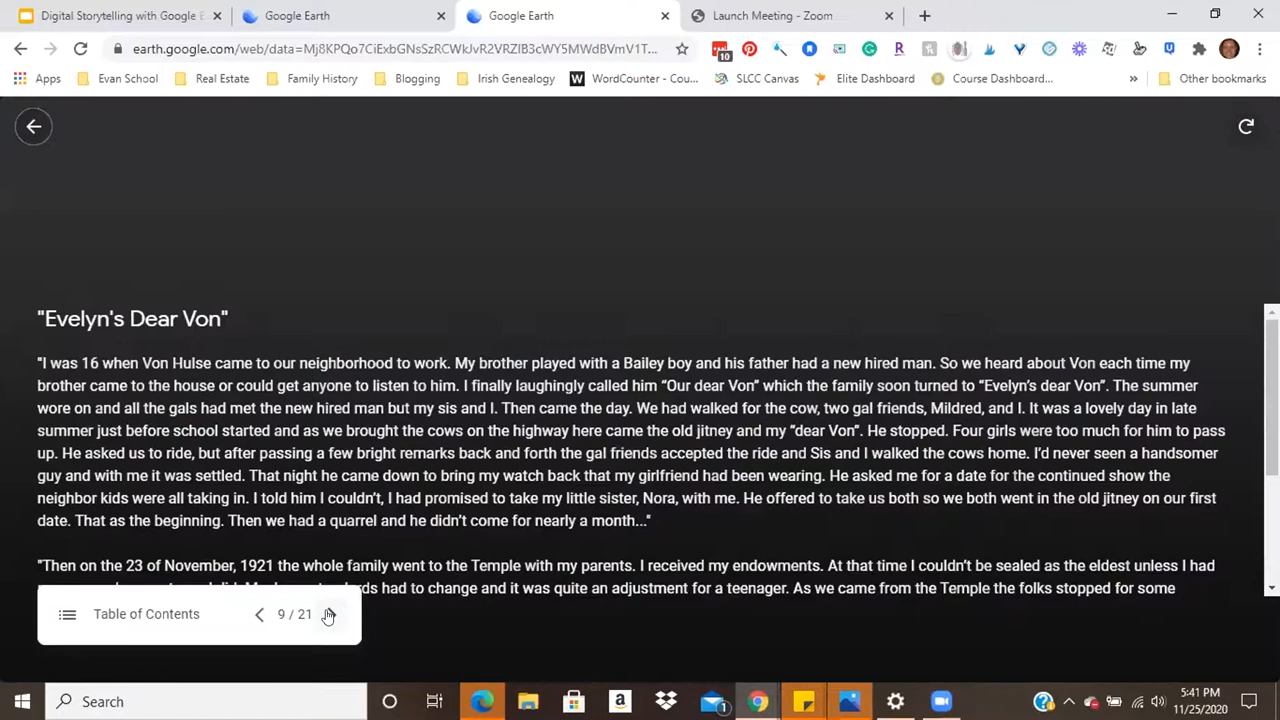 Digital Storytelling with Google E
Google Earth
Google Earth
Launch Meeting - Zoom
earth.google.com/web/data=Mj8KPQo7CiExbGNsSzRCWkJvR2VRZlB3cWY5MWdBVmV1T...
10
Apps
Evan School
Real Estate
Family History
Blogging
Irish Genealogy
W WordCounter - Cou...
SLCC Canvas
Elite Dashboard
Course Dashboard...
»
Other bookmarks
"Evelyn's Dear Von"
"I was 16 when Von Hulse came to our neighborhood to work. My brother played with a Bailey boy and his father had a new hired man. So we heard about Von each time my
brother came to the house or could get anyone to listen to him. I finally laughingly called him “Our dear Von” which the family soon turned to “Evelyn’s dear Von”. The summer
wore on and all the gals had met the new hired man but my sis and I. Then came the day. We had walked for the cow, two gal friends, Mildred, and I. It was a lovely day in late
summer just before school started and as we brought the cows on the highway here came the old jitney and my “dear Von”. He stopped. Four girls were too much for him to pass
up. He asked us to ride, but after passing a few bright remarks back and forth the gal friends accepted the ride and Sis and I walked the cows home. I’d never seen a handsomer
guy and with me it was settled. That night he came down to bring my watch back that my girlfriend had been wearing. He asked me for a date for the continued show the
neighbor kids were all taking in. I told him I couldn’t, I had promised to take my little sister, Nora, with me. He offered to take us both so we both went in the old jitney on our first
date. That as the beginning. Then we had a quarrel and he didn’t come for nearly a month..."
"Then on the 23 of November, 1921 the whole family went to the Temple with my parents. I received my endowments. At that time I couldn’t be sealed as the eldest unless I had
had to change and it was quite an adjustment for a teenager. As we came from the Temple the folks stopped for some
Table of Contents
9 / 21
Search
1
5:41 PM
11/25/2020